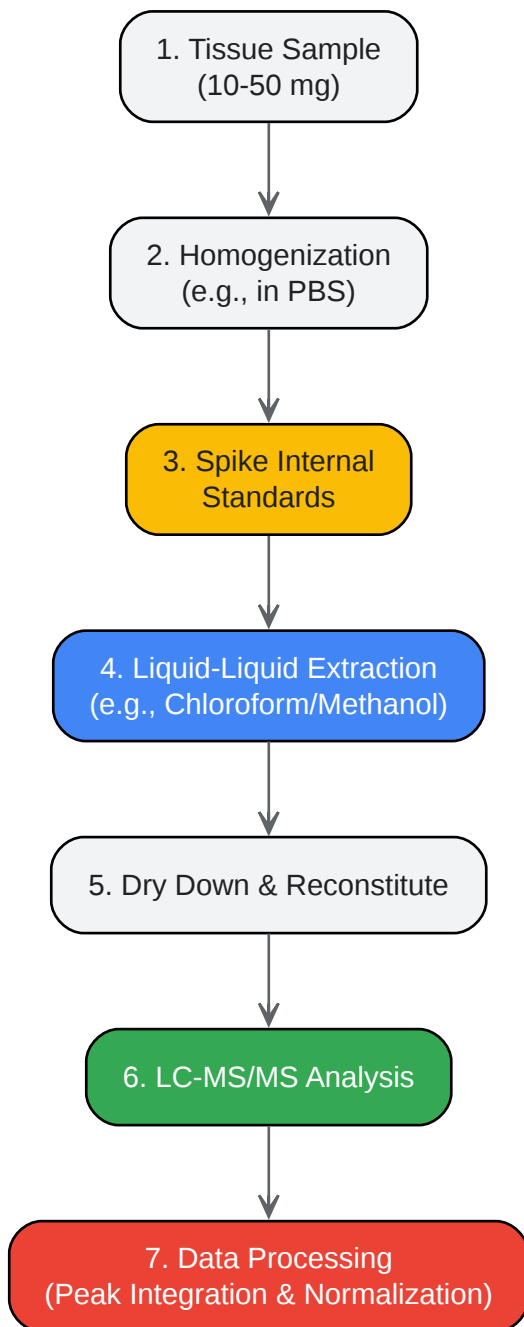 1. Tissue Sample
(10-50 mg)
2. Homogenization
(e.g., in PBS)
3. Spike Internal
Standards
4. Liquid-Liquid Extraction
(e.g., Chloroform/Methanol)
5. Dry Down & Reconstitute
6. LC-MS/MS Analysis
7. Data Processing
(Peak Integration & Normalization)